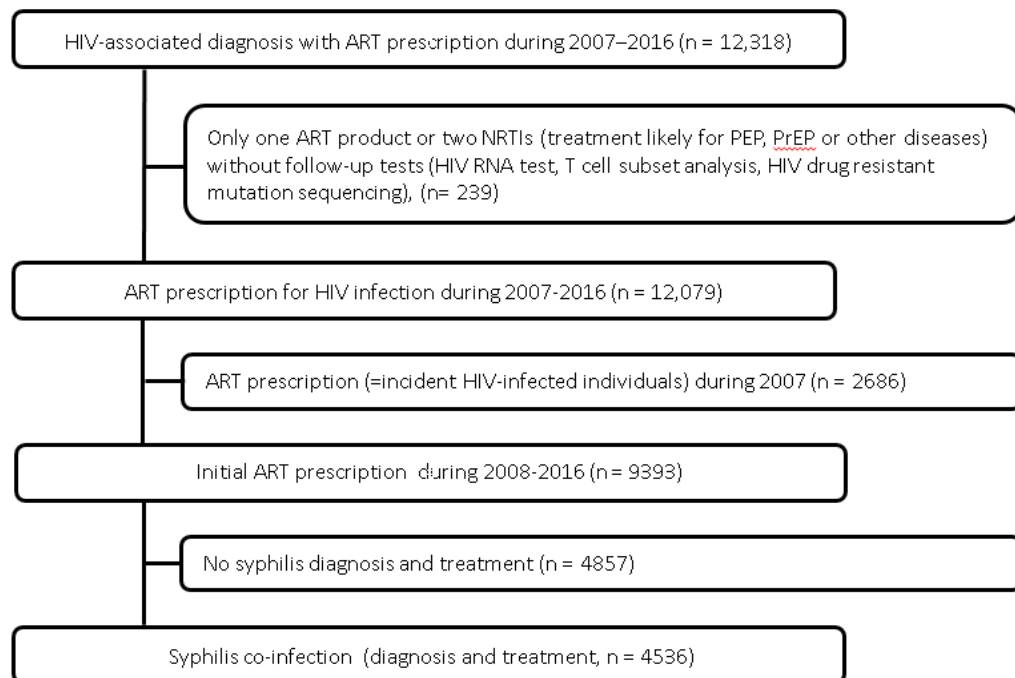 HIV-associated diagnosis with ART prescription during 2007–2016 (n = 12,318)
Only one ART product or two NRTIs (treatment likely for PEP, PrEP or other diseases)
without follow-up tests (HIV RNA test, T cell subset analysis, HIV drug resistant
mutation sequencing), (n= 239)
ART prescription for HIV infection during 2007-2016 (n = 12,079)
ART prescription (=incident HIV-infected individuals) during 2007 (n = 2686)
Initial ART prescription during 2008-2016 (n = 9393)
No syphilis diagnosis and treatment (n = 4857)
Syphilis co-infection (diagnosis and treatment, n = 4536)